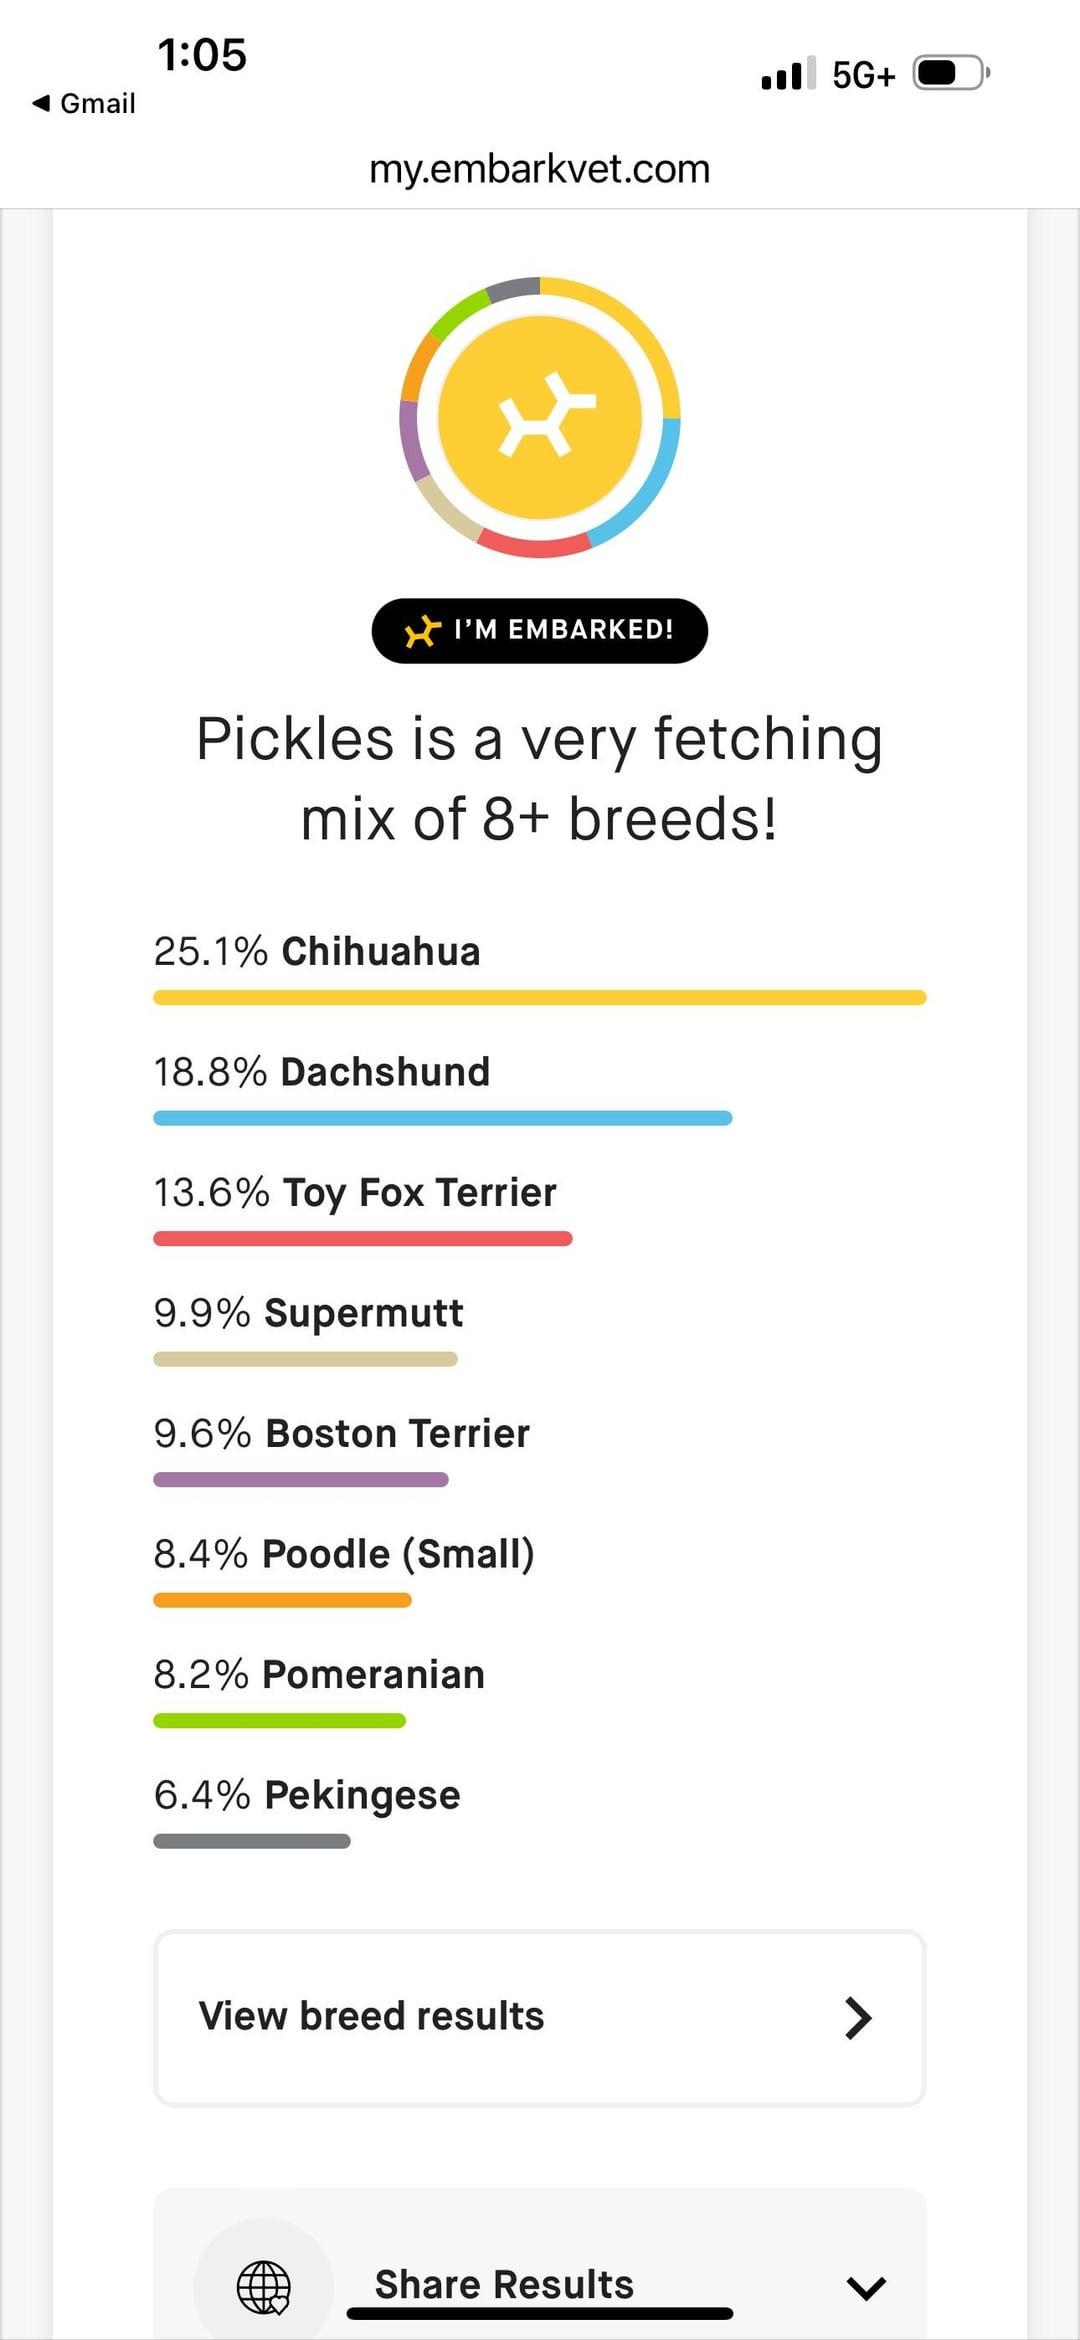 1:05
5G+
◀ Gmail
my.embarkvet.com
I'M EMBARKED!
Pickles is a very fetching
mix of 8+ breeds!
25.1% Chihuahua
18.8% Dachshund
13.6% Toy Fox Terrier
9.9% Supermutt
9.6% Boston Terrier
8.4% Poodle (Small)
8.2% Pomeranian
6.4% Pekingese
View breed results
Share Results